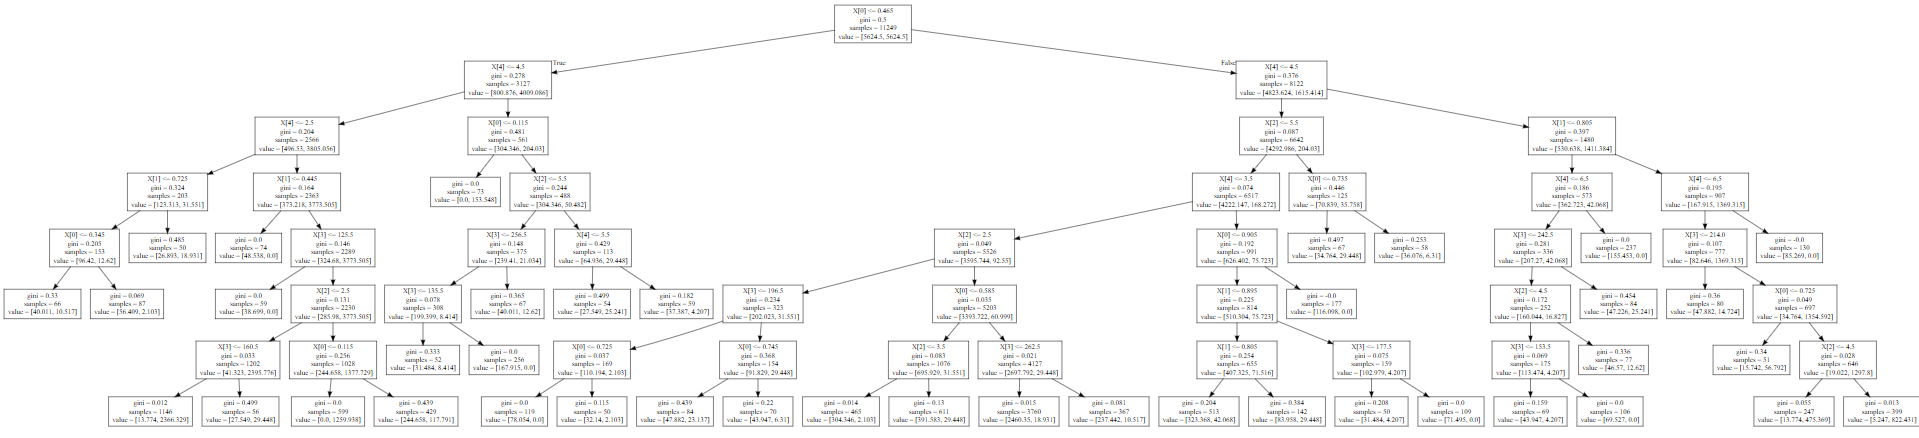 X[0] <= 0.465
gini = 0.5
samples = 11249
value = [5624.5, 5624.5]
True
False
X[4] <= 4.5
gini = 0.278
samples = 3127
value = [800.876, 4009.086]
X[4] <= 4.5
gini = 0.376
samples = 8122
value = [4823.624, 1615.414]
X[4] <= 2.5
gini = 0.204
samples = 2566
value = [496.53, 3805.056]
X[0] <= 0.115
gini = 0.481
samples = 561
value = [304.346, 204.03]
X[2] <= 5.5
gini = 0.087
samples = 6642
value = [4292.986, 204.03]
X[1] <= 0.805
gini = 0.397
samples = 1480
value = [530.638, 1411.384]
X[1] <= 0.725
gini = 0.324
samples = 203
value = [123.313, 31.551]
X[1] <= 0.445
gini = 0.164
samples = 2363
value = [373.218, 3773.505]
gini = 0.0
samples = 73
value = [0.0, 153.548]
X[2] <= 5.5
gini = 0.244
samples = 488
value = [304.346, 50.482]
X[4] <= 3.5
gini = 0.074
samples = 6517
value = [4222.147, 168.272]
X[0] <= 0.735
gini = 0.446
samples = 125
value = [70.839, 35.758]
X[4] <= 6.5
gini = 0.186
samples = 573
value = [362.723, 42.068]
X[4] <= 6.5
gini = 0.195
samples = 907
value = [167.915, 1369.315]
X[0] <= 0.345
gini = 0.205
samples = 153
value = [96.42, 12.62]
gini = 0.485
samples = 50
value = [26.893, 18.931]
gini = 0.0
samples = 74
value = [48.538, 0.0]
X[3] <= 125.5
gini = 0.146
samples = 2289
value = [324.68, 3773.505]
X[3] <= 256.5
gini = 0.148
samples = 375
value = [239.41, 21.034]
X[4] <= 5.5
gini = 0.429
samples = 113
value = [64.936, 29.448]
X[2] <= 2.5
gini = 0.049
samples = 5526
value = [3595.744, 92.55]
X[0] <= 0.905
gini = 0.192
samples = 991
value = [626.402, 75.723]
gini = 0.497
samples = 67
value = [34.764, 29.448]
gini = 0.253
samples = 58
value = [36.076, 6.31]
X[3] <= 242.5
gini = 0.281
samples = 336
value = [207.27, 42.068]
gini = 0.0
samples = 237
value = [155.453, 0.0]
X[3] <= 214.0
gini = 0.107
samples = 777
value = [82.646, 1369.315]
gini = -0.0
samples = 130
value = [85.269, 0.0]
gini = 0.33
samples = 66
value = [40.011, 10.517]
gini = 0.069
samples = 87
value = [56.409, 2.103]
gini = 0.0
samples = 59
value = [38.699, 0.0]
X[2] <= 2.5
gini = 0.131
samples = 2230
value = [285.98, 3773.505]
X[3] <= 135.5
gini = 0.078
samples = 308
value = [199.399, 8.414]
gini = 0.365
samples = 67
value = [40.011, 12.62]
gini = 0.499
samples = 54
value = [27.549, 25.241]
gini = 0.182
samples = 59
value = [37.387, 4.207]
X[3] <= 196.5
gini = 0.234
samples = 323
value = [202.023, 31.551]
X[0] <= 0.585
gini = 0.035
samples = 5203
value = [3393.722, 60.999]
X[1] <= 0.895
gini = 0.225
samples = 814
value = [510.304, 75.723]
gini = -0.0
samples = 177
value = [116.098, 0.0]
X[2] <= 4.5
gini = 0.172
samples = 252
value = [160.044, 16.827]
gini = 0.454
samples = 84
value = [47.226, 25.241]
gini = 0.36
samples = 80
value = [47.882, 14.724]
X[0] <= 0.725
gini = 0.049
samples = 697
value = [34.764, 1354.592]
X[3] <= 160.5
gini = 0.033
samples = 1202
value = [41.323, 2395.776]
X[0] <= 0.115
gini = 0.256
samples = 1028
value = [244.658, 1377.729]
gini = 0.333
samples = 52
value = [31.484, 8.414]
gini = 0.0
samples = 256
value = [167.915, 0.0]
X[0] <= 0.725
gini = 0.037
samples = 169
value = [110.194, 2.103]
X[0] <= 0.745
gini = 0.368
samples = 154
value = [91.829, 29.448]
X[2] <= 3.5
gini = 0.083
samples = 1076
value = [695.929, 31.551]
X[3] <= 262.5
gini = 0.021
samples = 4127
value = [2697.792, 29.448]
X[1] <= 0.805
gini = 0.254
samples = 655
value = [407.325, 71.516]
X[3] <= 177.5
gini = 0.075
samples = 159
value = [102.979, 4.207]
X[3] <= 153.5
gini = 0.069
samples = 175
value = [113.474, 4.207]
gini = 0.336
samples = 77
value = [46.57, 12.62]
gini = 0.34
samples = 51
value = [15.742, 56.792]
X[2] <= 4.5
gini = 0.028
samples = 646
value = [19.022, 1297.8]
gini = 0.012
samples = 1146
value = [13.774, 2366.329]
gini = 0.499
samples = 56
value = [27.549, 29.448]
gini = 0.0
samples = 599
value = [0.0, 1259.938]
gini = 0.439
samples = 429
value = [244.658, 117.791]
gini = 0.0
samples = 119
value = [78.054, 0.0]
gini = 0.115
samples = 50
value = [32.14, 2.103]
gini = 0.439
samples = 84
value = [47.882, 23.137]
gini = 0.22
samples = 70
value = [43.947, 6.31]
gini = 0.014
samples = 465
value = [304.346, 2.103]
gini = 0.13
samples = 611
value = [391.583, 29.448]
gini = 0.015
samples = 3760
value = [2460.35, 18.931]
gini = 0.081
samples = 367
value = [237.442, 10.517]
gini = 0.204
samples = 513
value = [323.368, 42.068]
gini = 0.384
samples = 142
value = [83.958, 29.448]
gini = 0.208
samples = 50
value = [31.484, 4.207]
gini = 0.0
samples = 109
value = [71.495, 0.0]
gini = 0.159
samples = 69
value = [43.947, 4.207]
gini = 0.0
samples = 106
value = [69.527, 0.0]
gini = 0.055
samples = 247
value = [13.774, 475.369]
gini = 0.013
samples = 399
value = [5.247, 822.431]